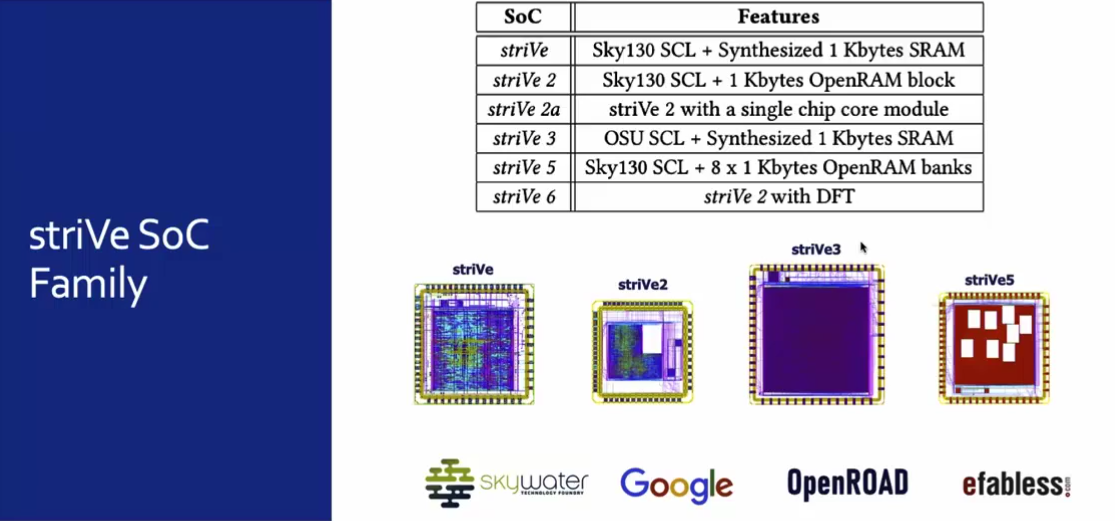 SoC Features
striVe Sky130 SCL + Synthesized 1 Kbytes SRAM
striVe 2 Sky130 SCL + 1 Kbytes OpenRAM block
striVe 2a striVe 2 with a single chip core module
striVe 3 OSU SCL + Synthesized 1 Kbytes SRAM
striVe 5 Sky130 SCL + 8 x 1 Kbytes OpenRAM banks
striVe 6 striVe 2 with DFT
striVe SoC
Family
striVe
striVe2
striVe3
striVe5
skywater
TECHNOLOGY FOUNDRY
Google
OpenROAD
efabless.com